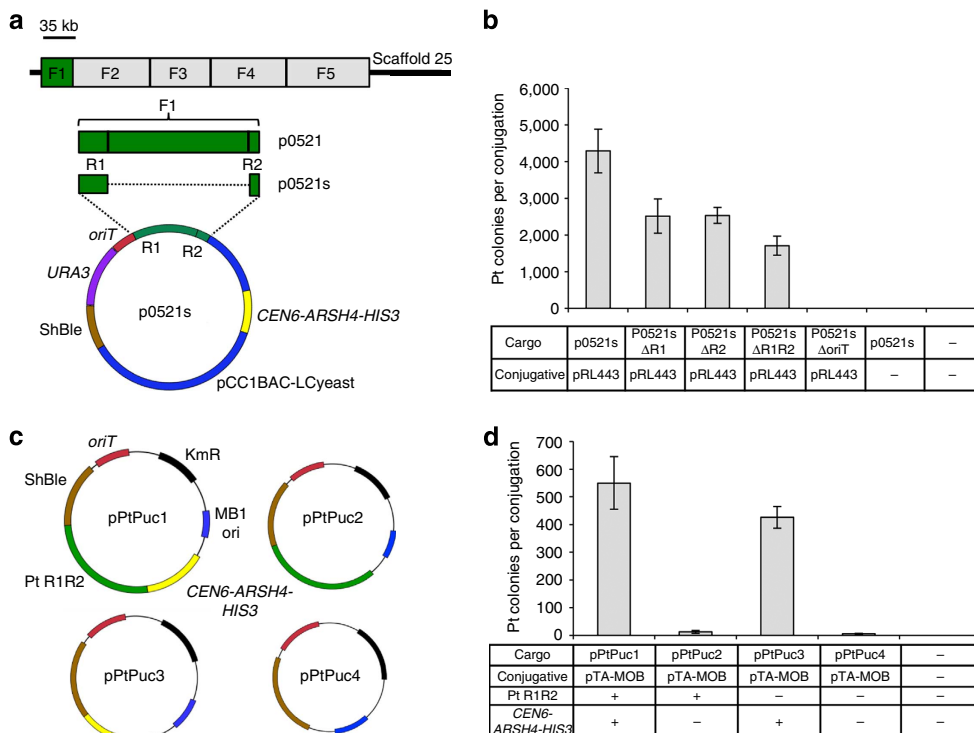 a
35 kb
Scaffold 25
F1 F2 F3 F4 F5
F1
p0521
R1 R2
p0521s
oriT
R1 R2
URA3
p0521s
CEN6-ARSH4-HIS3
ShBle
pCC1BAC-LCyeast
b
Pt colonies per conjugation
6,000
5,000
4,000
3,000
2,000
1,000
0
Cargo p0521s P0521s ΔR1 P0521s ΔR2 P0521s ΔR1R2 P0521s ΔoriT p0521s –
Conjugative pRL443 pRL443 pRL443 pRL443 pRL443 – –
c
oriT
KmR
ShBle
pPtPuc1
MB1 ori
Pt R1R2
CEN6-ARSH4-HIS3
pPtPuc2
pPtPuc3
pPtPuc4
d
Pt colonies per conjugation
700
600
500
400
300
200
100
0
Cargo pPtPuc1 pPtPuc2 pPtPuc3 pPtPuc4 –
Conjugative pTA-MOB pTA-MOB pTA-MOB pTA-MOB –
Pt R1R2 + + – – –
CEN6-ARSH4-HIS3 + – + – –